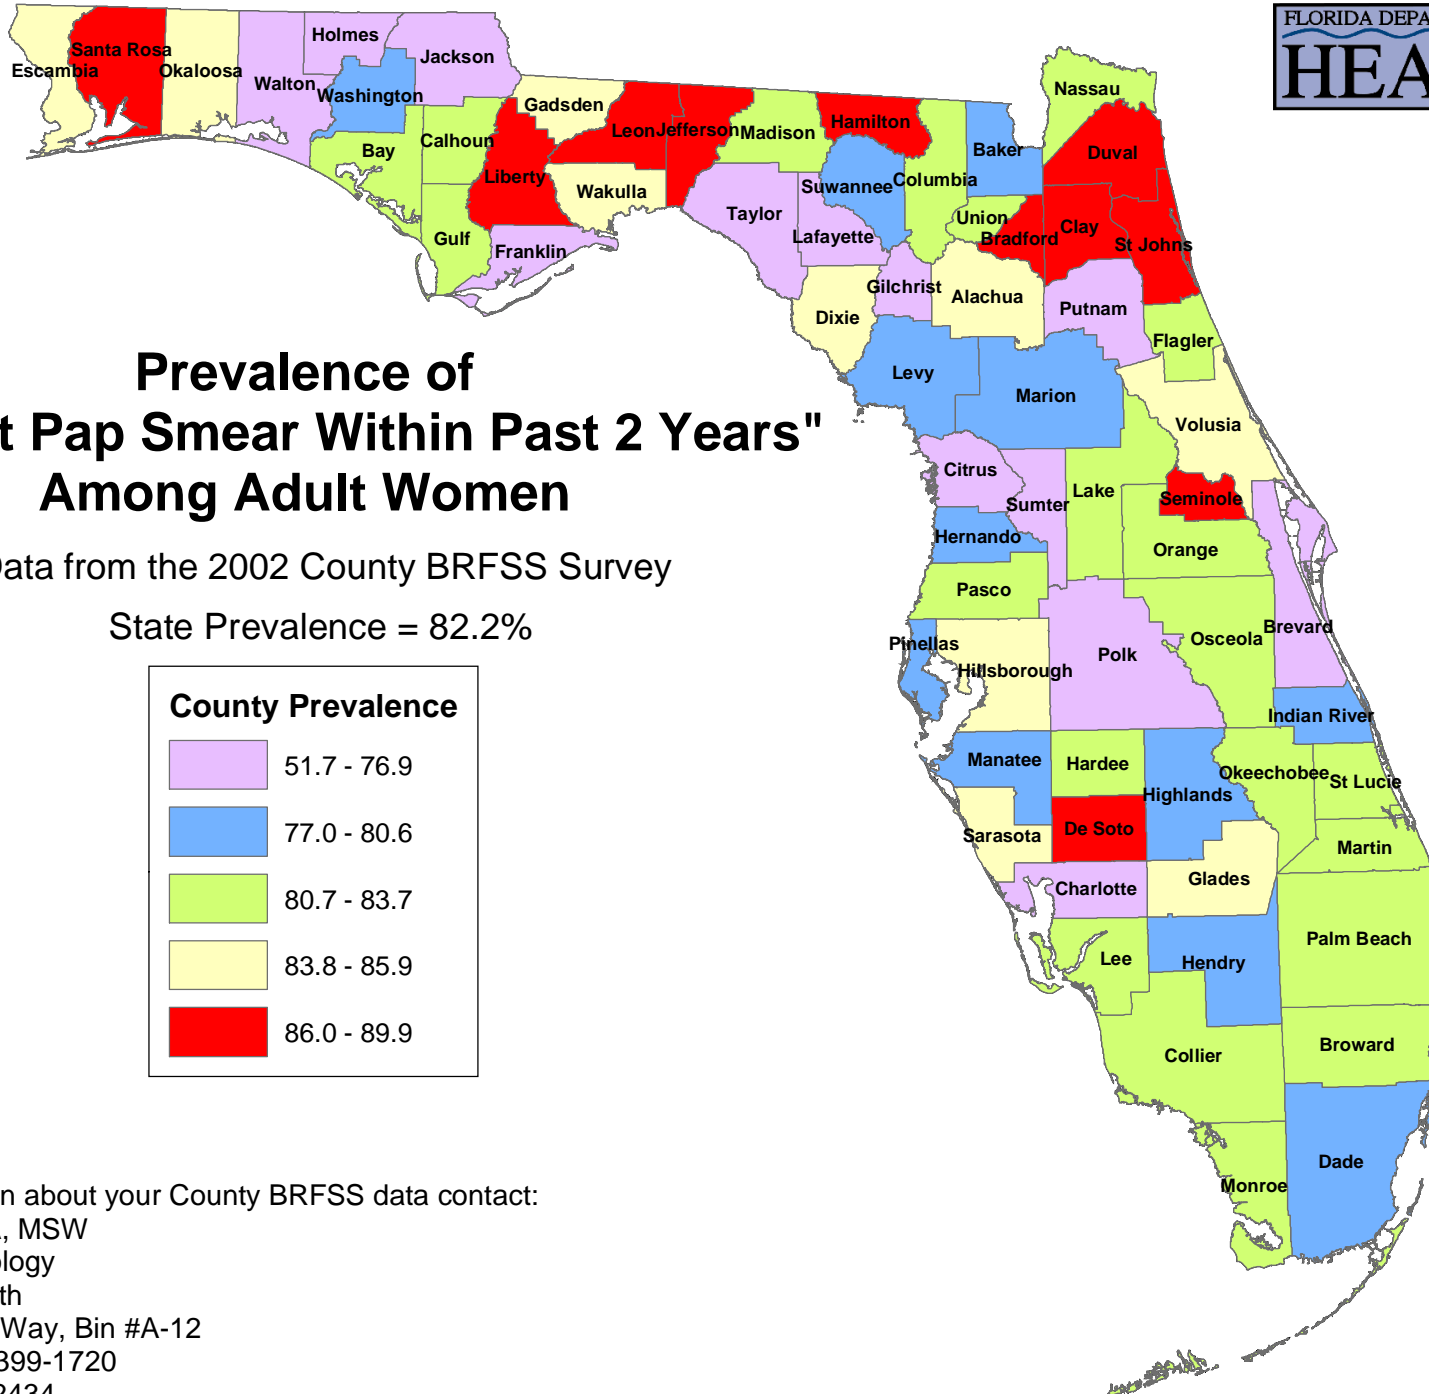 FLORIDA DEPA
HEA
Holmes
Santa Rosa
Jackson
Escambia
Okaloosa
Walton
Washington
Gadsden
Nassau
Calhoun
Leon
Jefferson
Madison
Hamilton
Bay
Baker
Duval
Liberty
Wakulla
Suwannee
Columbia
Taylor
Union
Gulf
Lafayette
Bradford
Clay
St Johns
Franklin
Gilchrist
Alachua
Putnam
Dixie
Flagler
Prevalence of
t Pap Smear Within Past 2 Years"
Among Adult Women
Levy
Marion
Volusia
Citrus
Sumter
Lake
Seminole
Hernando
Orange
ata from the 2002 County BRFSS Survey
Pasco
State Prevalence = 82.2%
Brevard
Pinellas
Hillsborough
Polk
Osceola
County Prevalence
51.7 - 76.9
77.0 - 80.6
80.7 - 83.7
83.8 - 85.9
86.0 - 89.9
Indian River
Manatee
Hardee
Okeechobee
St Lucie
Highlands
Sarasota
De Soto
Martin
Charlotte
Glades
Palm Beach
Lee
Hendry
Collier
Broward
Dade
Monroe
n about your County BRFSS data contact:
, MSW
ology
th
Way, Bin #A-12
399-1720
2434